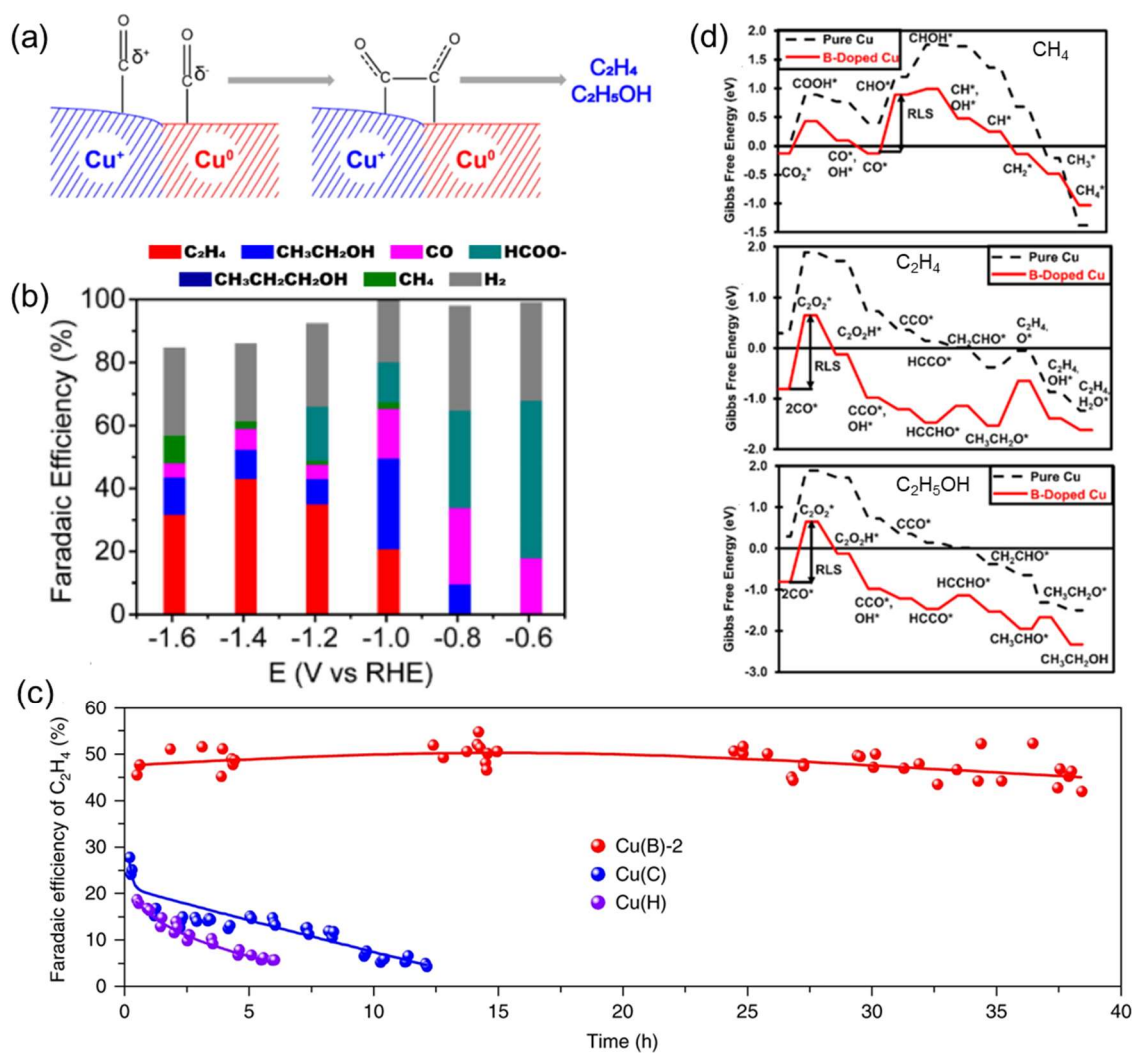 (a)
O
C
δ⁺
O
C
δ⁻
O
O
C
C
C₂H₄
C₂H₅OH
Cu⁺
Cu⁰
Cu⁺
Cu⁰
C₂H₄ CH₃CH₂OH CO HCOO-
CH₃CH₂CH₂OH CH₄ H₂
(b)
Faradaic Efficiency (%)
100
80
60
40
20
0
-1.6 -1.4 -1.2 -1.0 -0.8 -0.6
E (V vs RHE)
(c)
Faradaic efficiency of C₂H₄ (%)
60
50
40
30
20
10
0
Cu(B)-2
Cu(C)
Cu(H)
0 5 10 15 20 25 30 35 40
Time (h)
(d)
Gibbs Free Energy (eV)
2.0
1.5
1.0
0.5
0.0
-0.5
-1.0
-1.5
Pure Cu
B-Doped Cu
CH₄
CHOH*
COOH*
CHO*
CH*,
OH*
RLS
CH*
CO₂*
CO*,
OH*
CO*
CH₂*
CH₃*
CH₄*
Gibbs Free Energy (eV)
2.0
1.0
0.0
-1.0
-2.0
C₂H₄
Pure Cu
B-Doped Cu
C₂O₂*
C₂O₂H*
CCO*
CH₂CHO*
C₂H₄,
O*
RLS
HCCO*
C₂H₄,
OH*
C₂H₄,
H₂O*
2CO*
CCO*,
OH*
HCCHO*
CH₃CH₂O*
Gibbs Free Energy (eV)
2.0
1.0
0.0
-1.0
-2.0
-3.0
C₂H₅OH
Pure Cu
B-Doped Cu
C₂O₂*
CCO*
C₂O₂H*
CH₂CHO*
RLS
HCCHO*
CH₃CH₂O*
2CO*
CCO*,
OH*
HCCO*
CH₃CHO*
CH₃CH₂OH